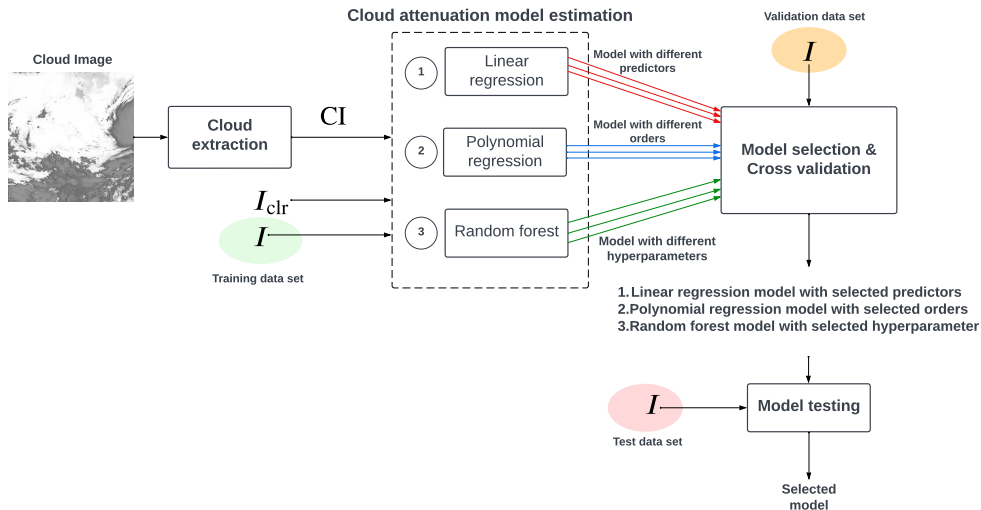 Cloud attenuation model estimation
Validation data set
I
Cloud Image
1
Linear
regression
Model with different
predictors
Cloud
extraction
CI
2
Polynomial
regression
Model with different
orders
Model selection &
Cross validation
I clr
I
Training data set
3
Random forest
Model with different
hyperparameters
1.Linear regression model with selected predictors
2.Polynomial regression model with selected orders
3.Random forest model with selected hyperparameter
I
Test data set
Model testing
Selected
model